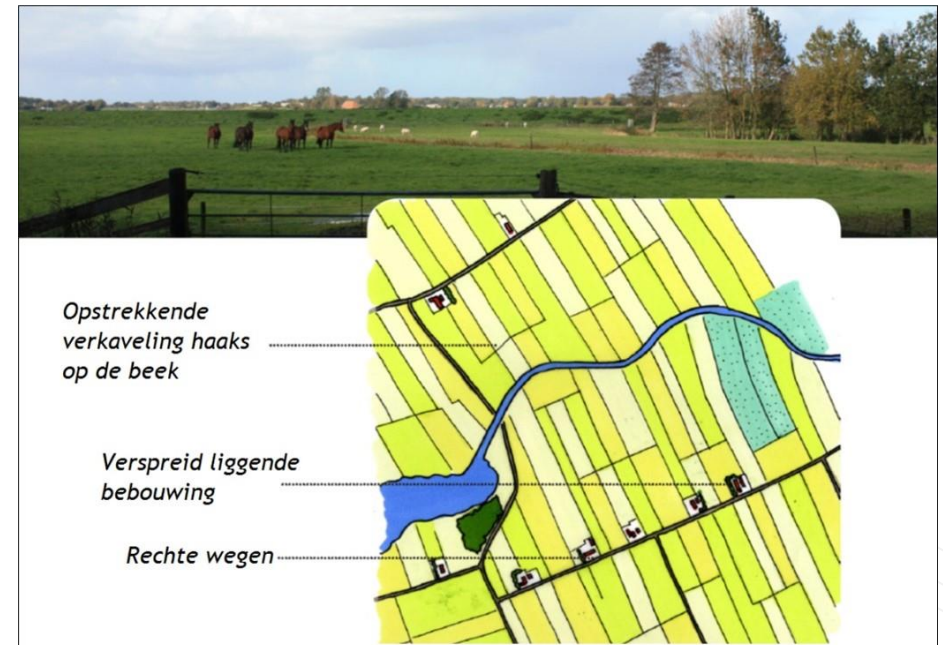 Opstrekkende
verkaveling haaks
op de beek
Verspreid liggende
bebouwing
Rechte wegen